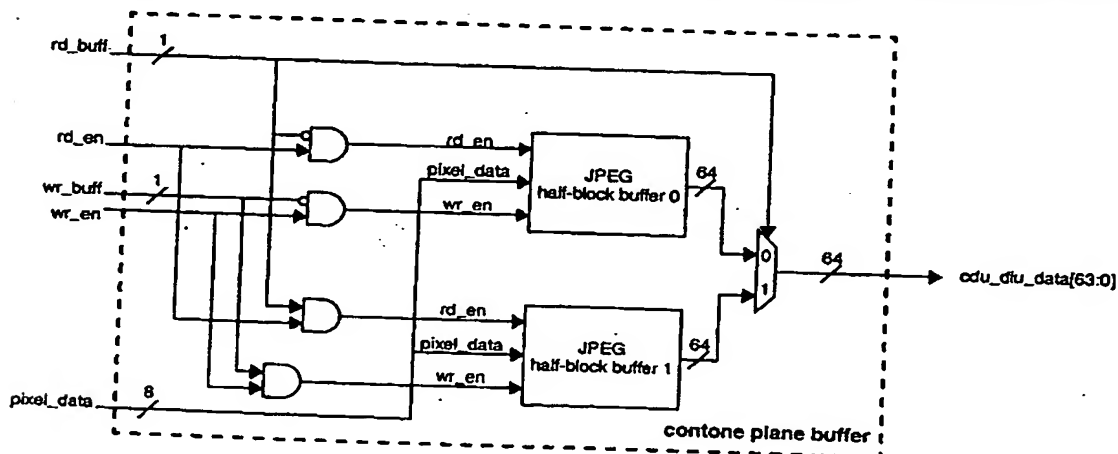 rd_buff
1
rd_en
rd_en
JPEG
half-block buffer 0
64
pixel_data
wr_buff
1
wr_en
wr_en
0
1
64
cdu_diu_data[63:0]
rd_en
JPEG
half-block buffer 1
64
pixel_data
wr_en
pixel_data
8
contone plane buffer